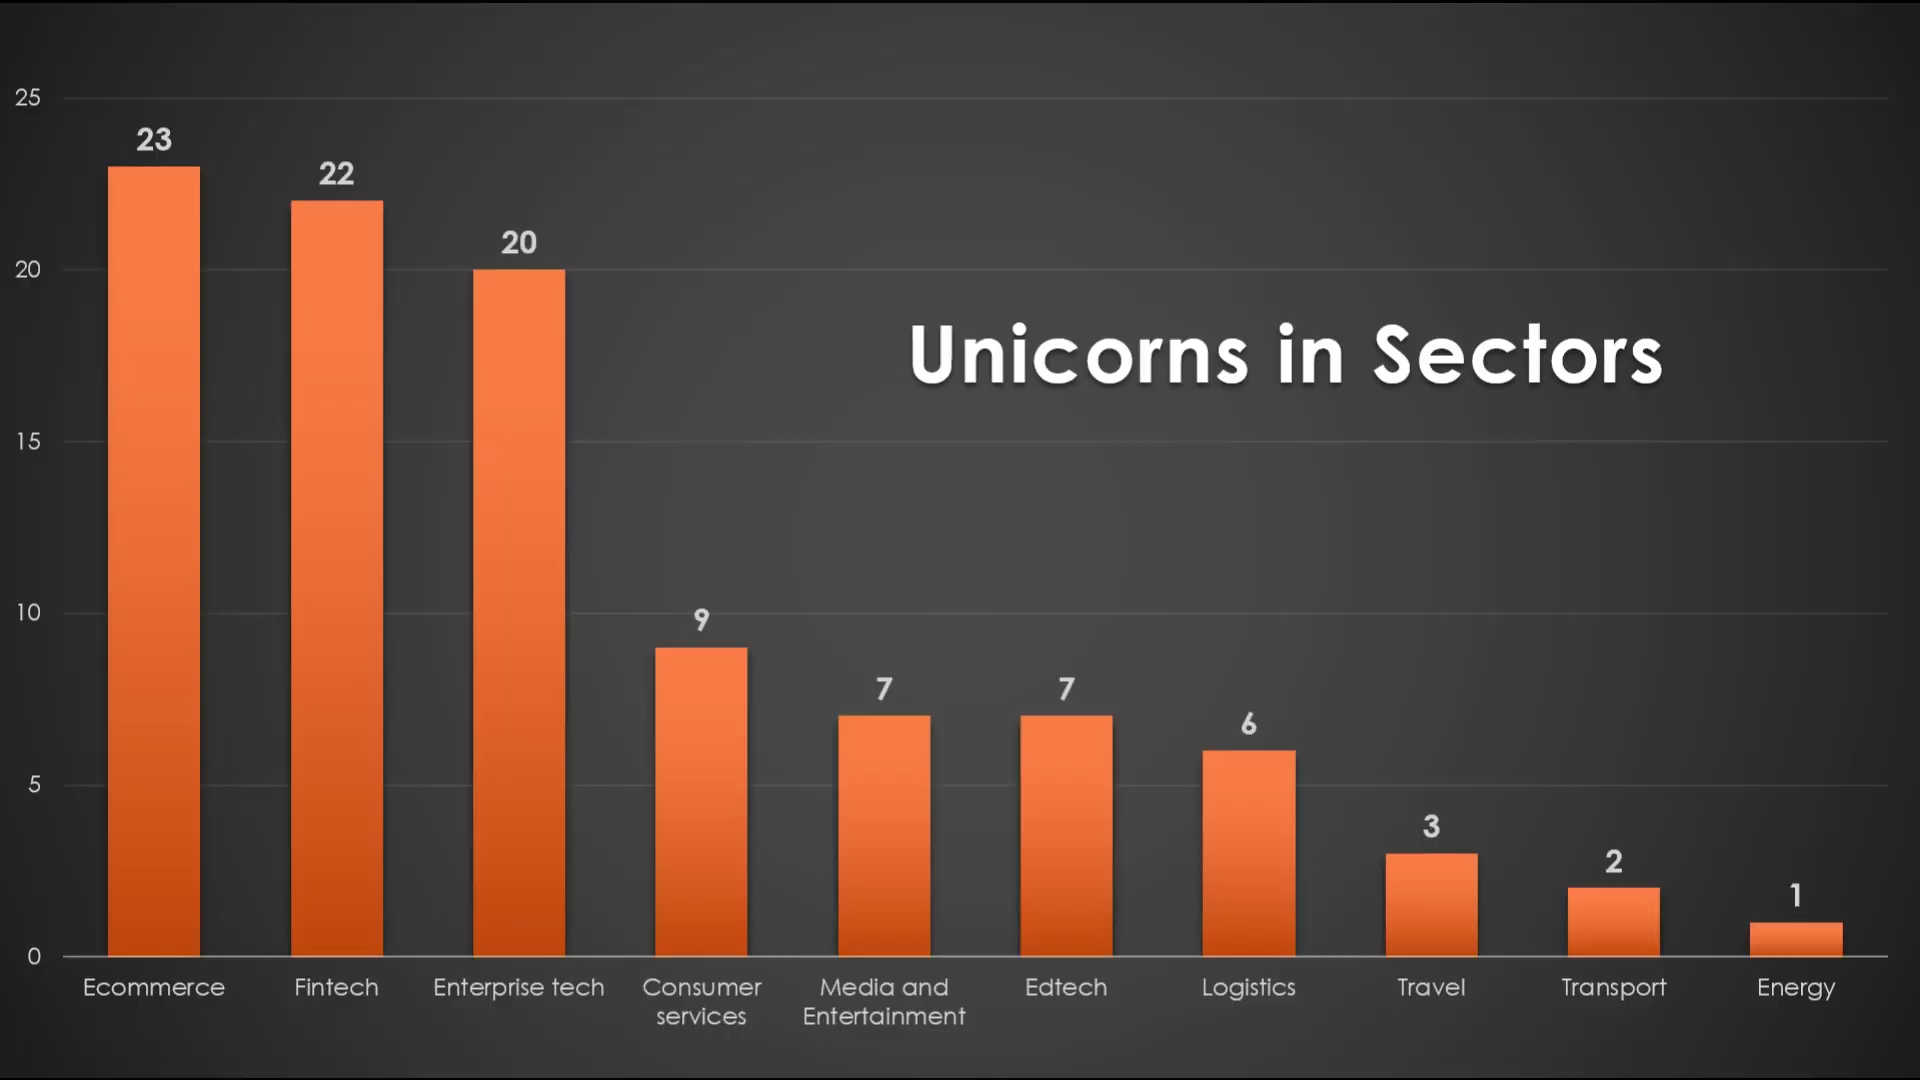 Unicorns in Sectors
25
20
15
10
5
0
23
22
20
9
7
7
6
3
2
1
Ecommerce
Fintech
Enterprise tech
Consumer
services
Media and
Entertainment
Edtech
Logistics
Travel
Transport
Energy